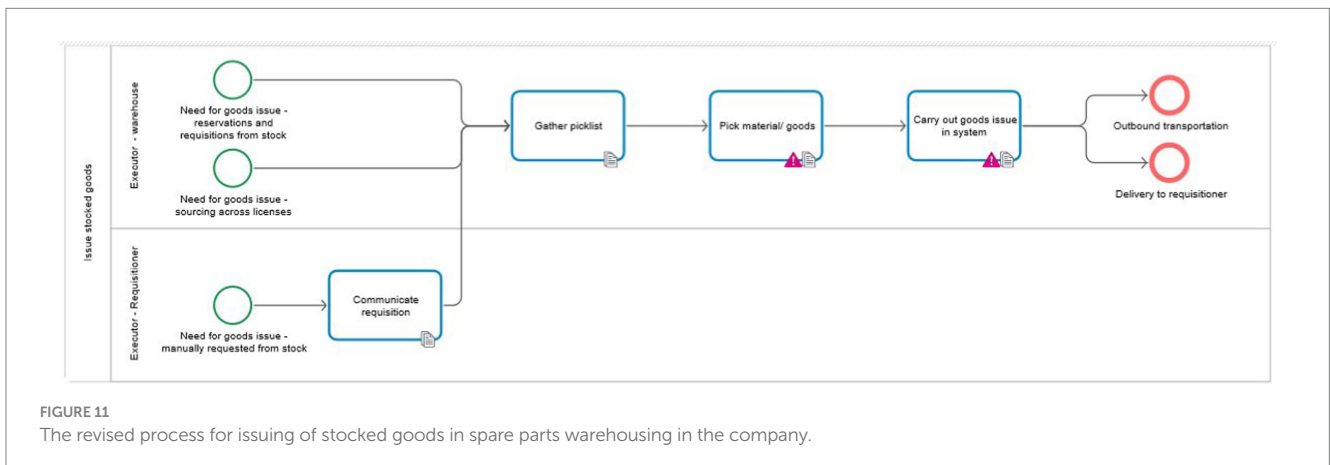 Issue stocked goods
Executor - warehouse
Need for goods issue -
reservations and
requisitions from stock
Need for goods issue -
sourcing across licenses
Gather picklist
Pick material/ goods
Carry out goods issue
in system
Outbound transportation
Delivery to requisitioner
Executor - Requisitioner
Need for goods issue -
manually requested from stock
Communicate
requisition
FIGURE 11
The revised process for issuing of stocked goods in spare parts warehousing in the company.